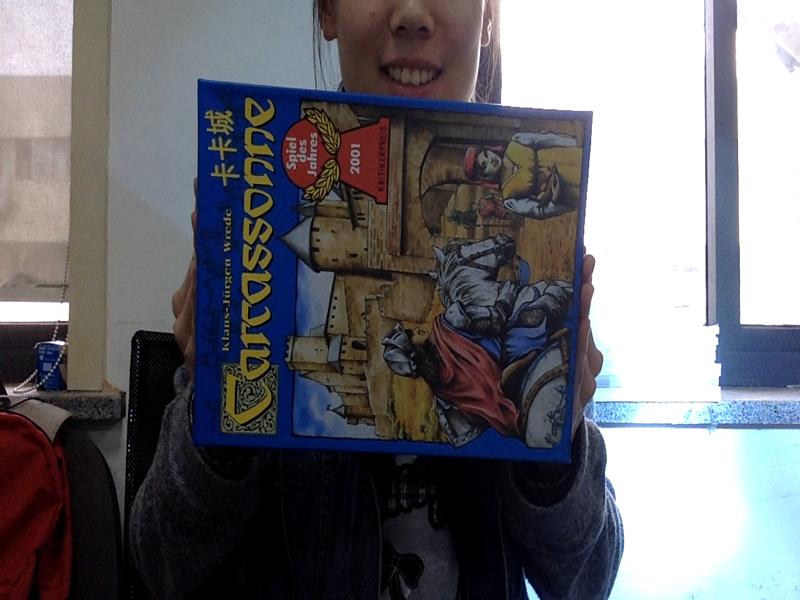 卡卡城
Carcassonne
Klaus-Jürgen Wrede
Spiel
des
Jahres
2001
KRITIKERPREIS